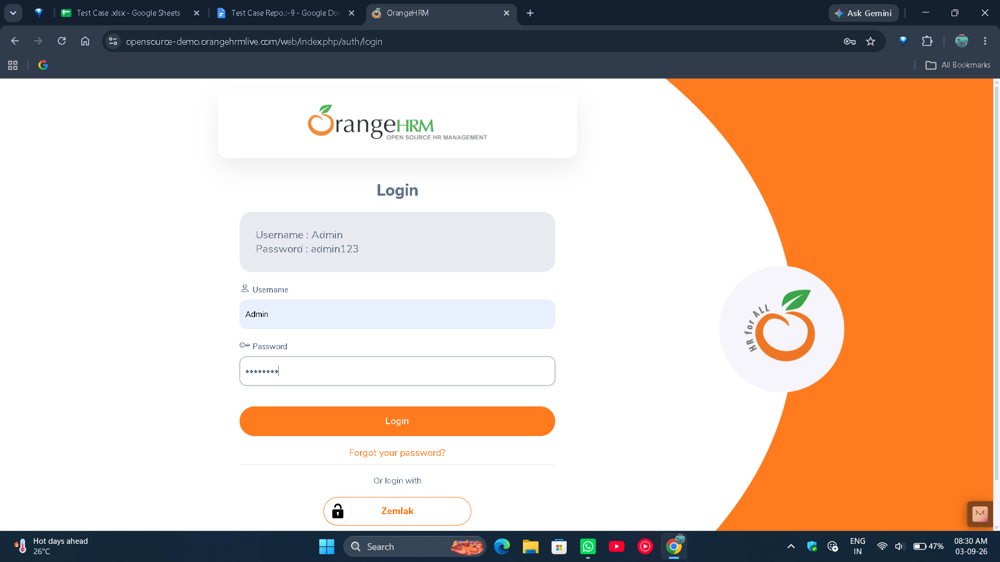 Test Case .xlsx - Google Sheets
Test Case Repo.:-9 - Google Do
OrangeHRM
Ask Gemini
opensource-demo.orangehrmlive.com/web/index.php/auth/login
All Bookmarks
OrangeHRM
OPEN SOURCE HR MANAGEMENT
Login
Username : Admin
Password : admin123
Username
Admin
Password
••••••••
Login
Forgot your password?
Or login with
Zemlak
HR for ALL
Hot days ahead
26°C
Search
ENG
IN
47%
08:30 AM
03-09-26